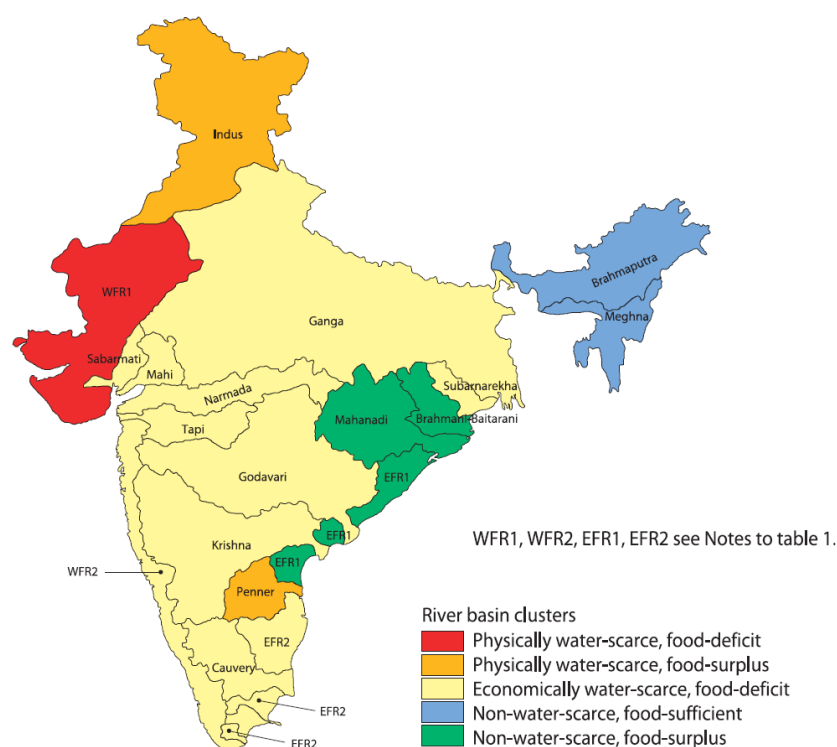 Indus
WFR1
Brahmaputra
Meghna
Ganga
Sabarmati
Mahi
Narmada
Subarnarekha
Mahanadi
Brahmani-Baitarani
Tapi
Godavari
EFR1
EFR1
Krishna
WFR1, WFR2, EFR1, EFR2 see Notes to table 1.
EFR1
WFR2
Penner
EFR2
Cauvery
EFR2
EFR2
River basin clusters
Physically water-scarce, food-deficit
Physically water-scarce, food-surplus
Economically water-scarce, food-deficit
Non-water-scarce, food-sufficient
Non-water-scarce, food-surplus